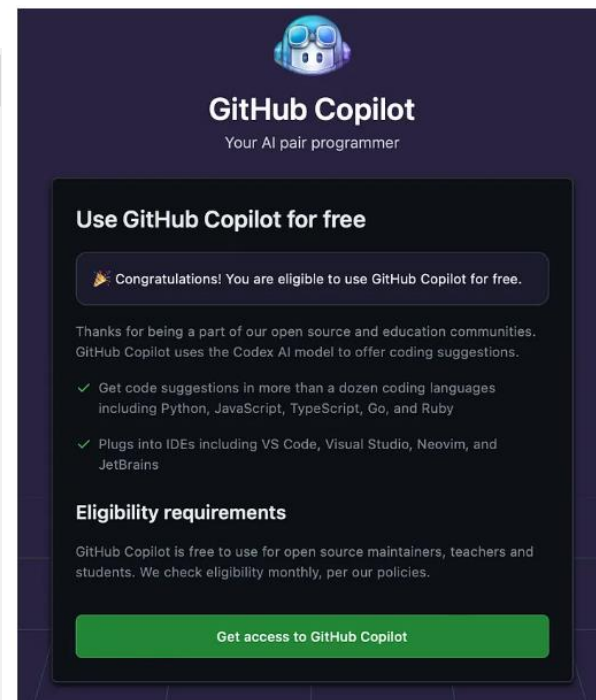 GitHub Copilot
Your AI pair programmer
Use GitHub Copilot for free
🎉 Congratulations! You are eligible to use GitHub Copilot for free.
Thanks for being a part of our open source and education communities.
GitHub Copilot uses the Codex AI model to offer coding suggestions.
✓ Get code suggestions in more than a dozen coding languages
including Python, JavaScript, TypeScript, Go, and Ruby
✓ Plugs into IDEs including VS Code, Visual Studio, Neovim, and
JetBrains
Eligibility requirements
GitHub Copilot is free to use for open source maintainers, teachers and
students. We check eligibility monthly, per our policies.
Get access to GitHub Copilot